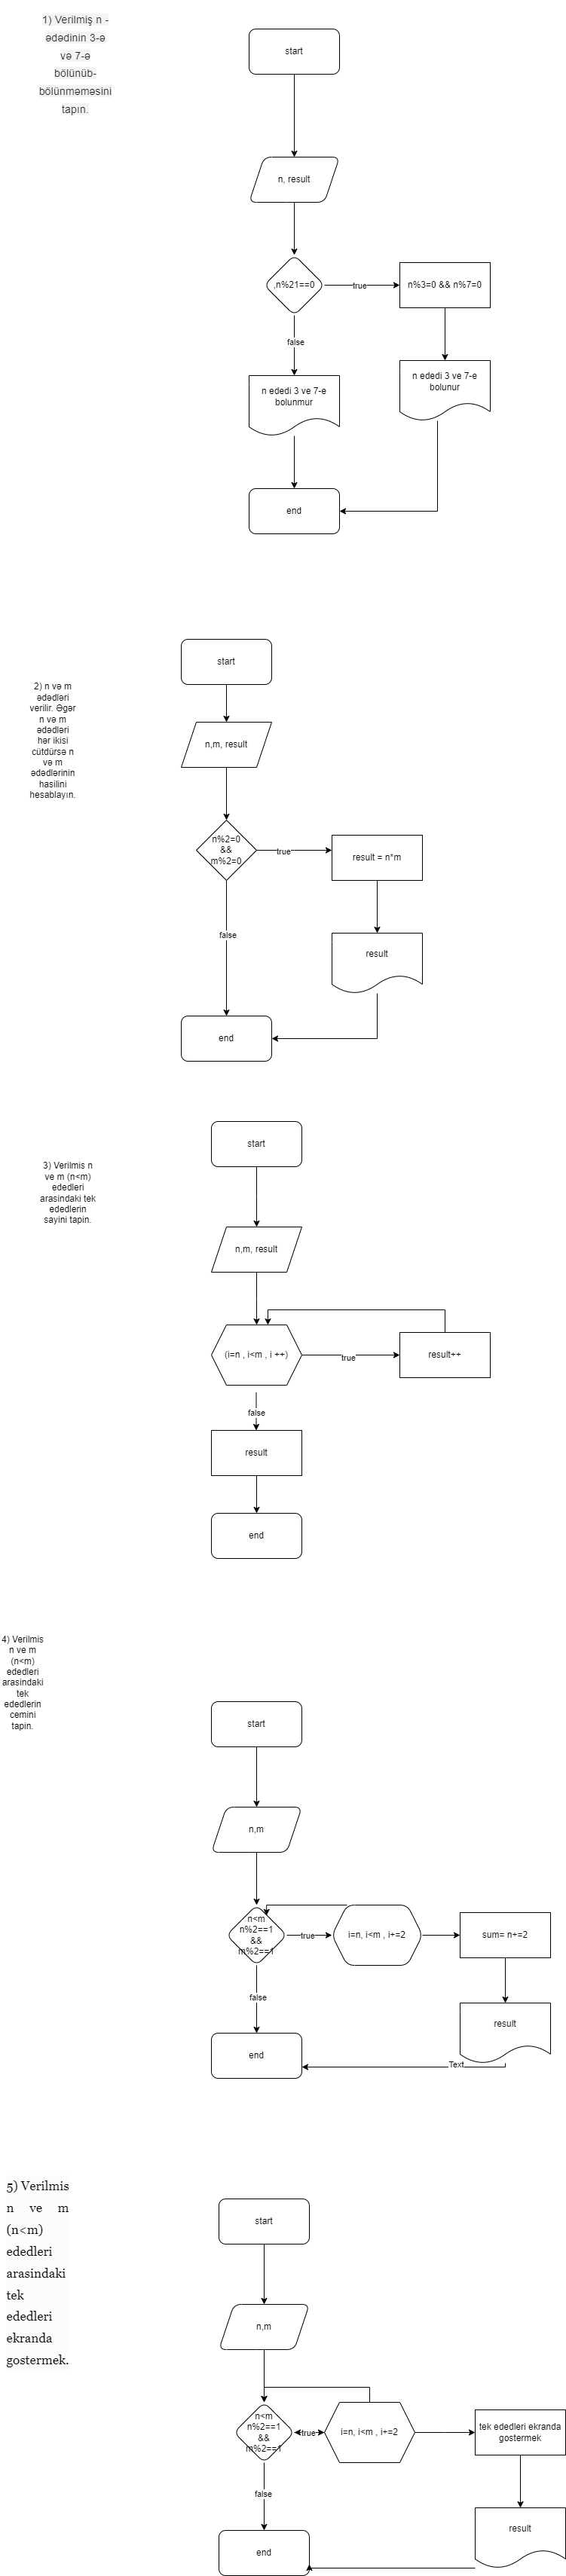 1) Verilmiş n -
ədədinin 3-ə
və 7-ə
bölünüb-
bölünməməsini
tapın.
start
n, result
,n%21==0
true
n%3=0 && n%7=0
false
n ededi 3 ve 7-e
bolunmur
n ededi 3 ve 7-e
bolunur
end
2) n və m
ədədləri
verilir. Əgər
n və m
ədədləri
hər ikisi
cütdürsə n
və m
ədədlərinin
hasilini
hesablayın.
start
n,m, result
n%2=0
&&
m%2=0
true
result = n*m
false
result
end
3) Verilmis n
ve m (n<m)
ededleri
arasindaki tek
ededlerin
sayini tapin.
start
n,m, result
(i=n , i<m , i ++)
true
result++
false
result
end
4) Verilmis
n ve m
(n<m)
ededleri
arasindaki
tek
ededlerin
cemini
tapin.
start
n,m
n<m
n%2==1
&&
m%2==1
true
i=n, i<m , i+=2
sum= n+=2
false
result
end
Text
5) Verilmis
n ve m
(n<m)
ededleri
arasindaki
tek
ededleri
ekranda
gostermek.
start
n,m
n<m
n%2==1
&&
m%2==1
true
i=n, i<m , i+=2
tek ededleri ekranda
gostermek
false
result
end